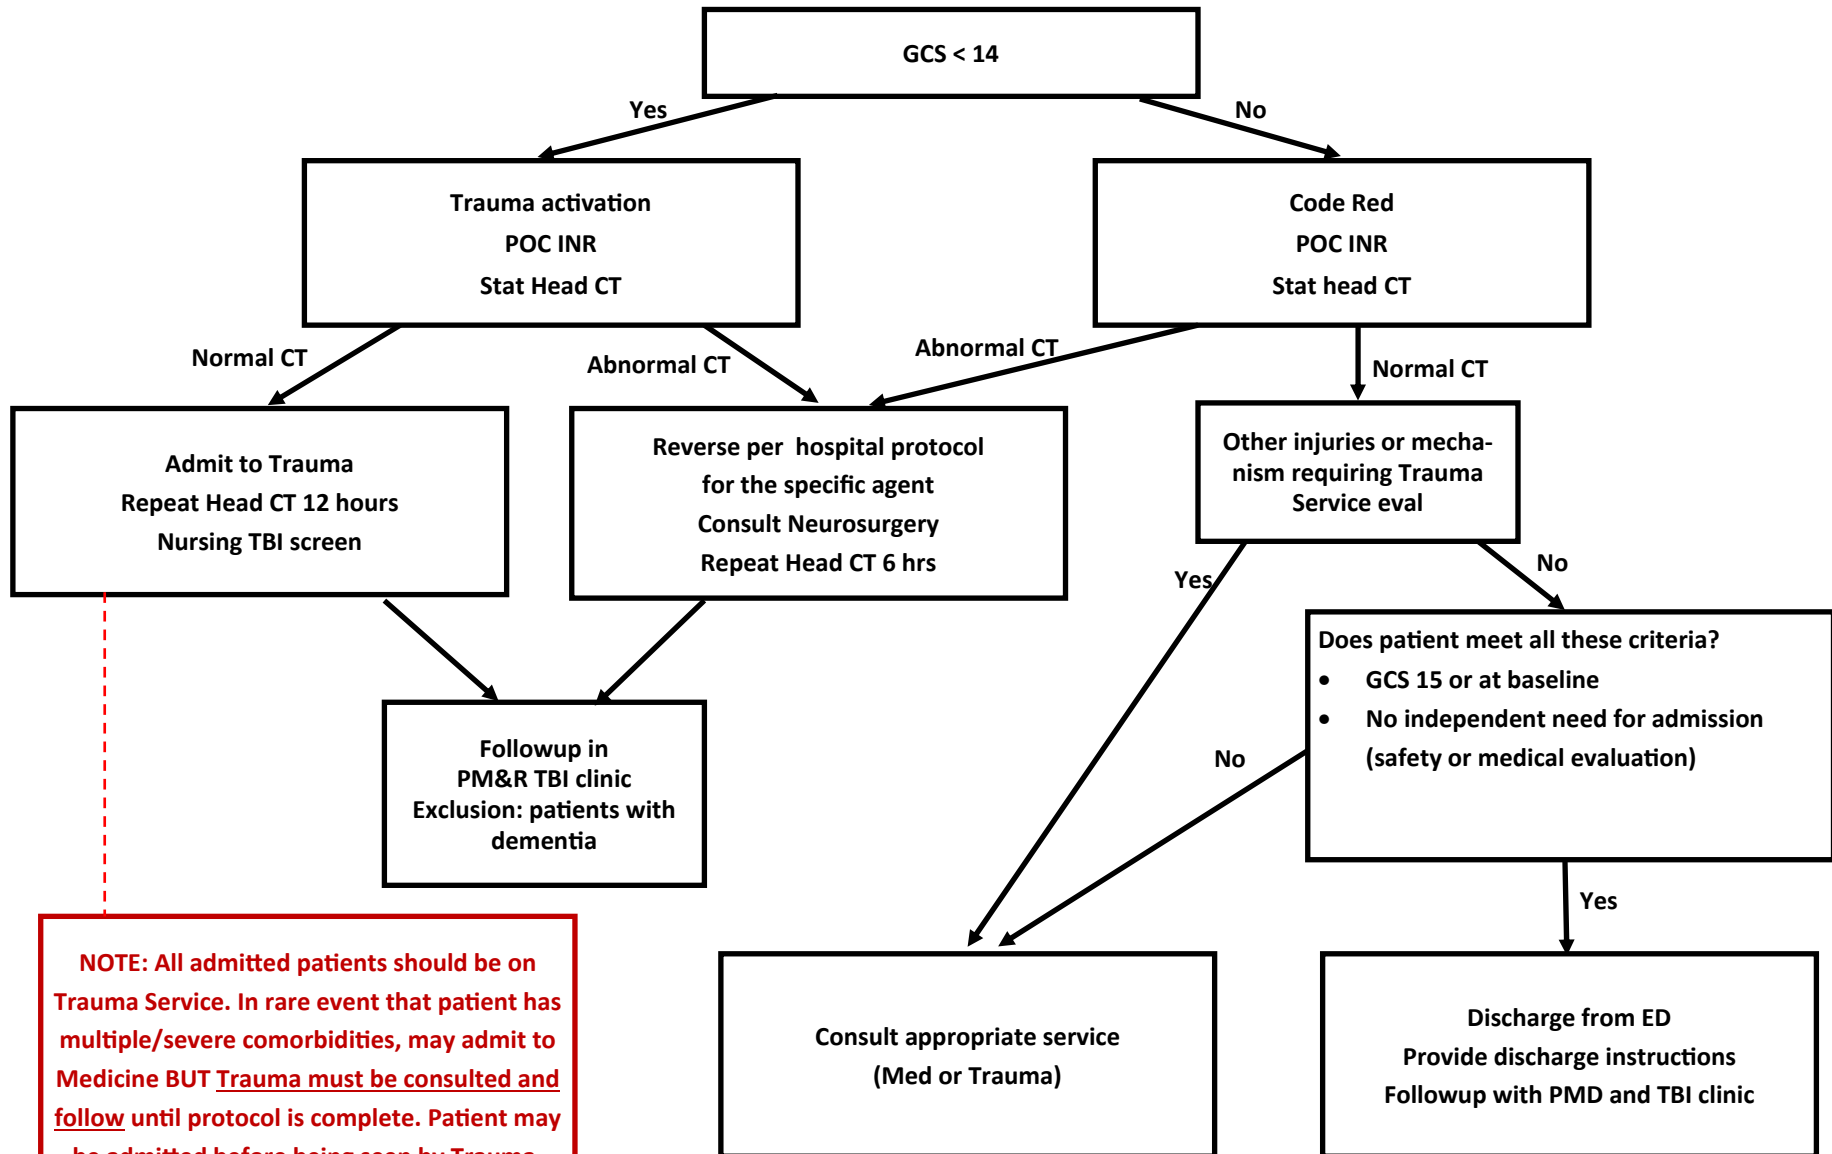 GCS < 14
Yes
No
Trauma activation
POC INR
Stat Head CT
Code Red
POC INR
Stat head CT
Normal CT
Abnormal CT
Abnormal CT
Normal CT
Admit to Trauma
Repeat Head CT 12 hours
Nursing TBI screen
Reverse per hospital protocol
for the specific agent
Consult Neurosurgery
Repeat Head CT 6 hrs
Other injuries or mecha-
nism requiring Trauma
Service eval
Yes
No
Does patient meet all these criteria?
• GCS 15 or at baseline
• No independent need for admission
(safety or medical evaluation)
No
Yes
Followup in
PM&R TBI clinic
Exclusion: patients with
dementia
NOTE: All admitted patients should be on
Trauma Service. In rare event that patient has
multiple/severe comorbidities, may admit to
Medicine BUT Trauma must be consulted and
follow until protocol is complete. Patient may
be admitted before being seen by Trauma
Consult appropriate service
(Med or Trauma)
Discharge from ED
Provide discharge instructions
Followup with PMD and TBI clinic